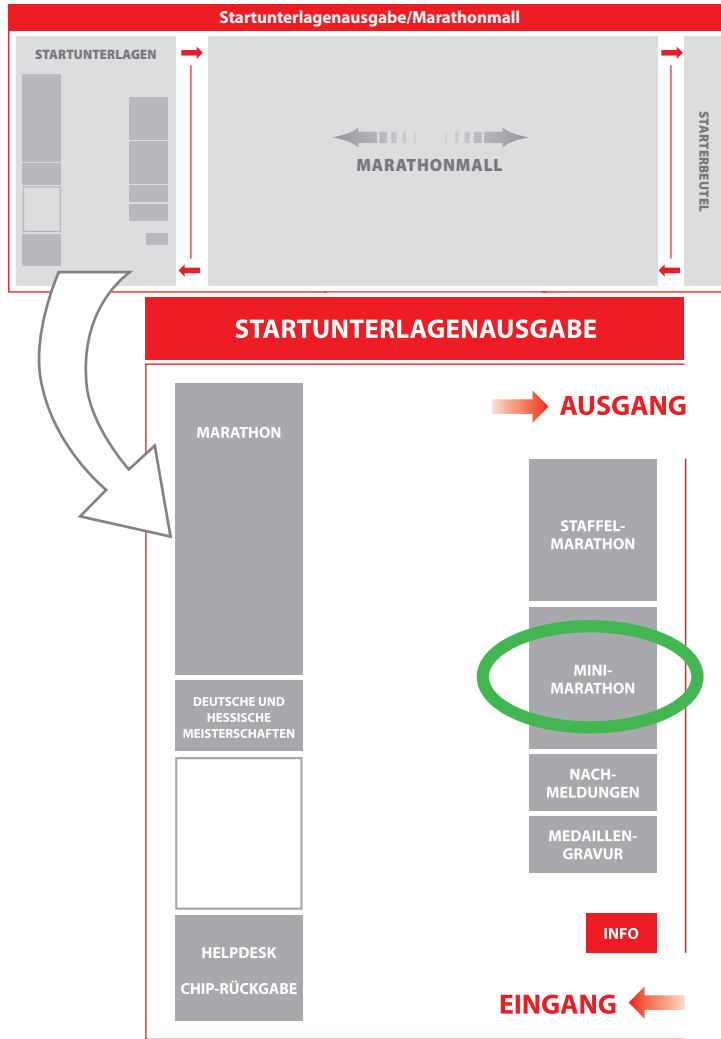 Startunterlagenausgabe/Marathonmall
STARTUNTERLAGEN
MARATHONMALL
STARTERBEUTEL
STARTUNTERLAGENAUSGABE
AUSGANG
MARATHON
STAFFEL-
MARATHON
MINI-
MARATHON
DEUTSCHE UND
HESSISCHE
MEISTERSCHAFTEN
NACH-
MELDUNGEN
MEDAILLEN-
GRAVUR
INFO
HELPDESK
CHIP-RÜCKGABE
EINGANG